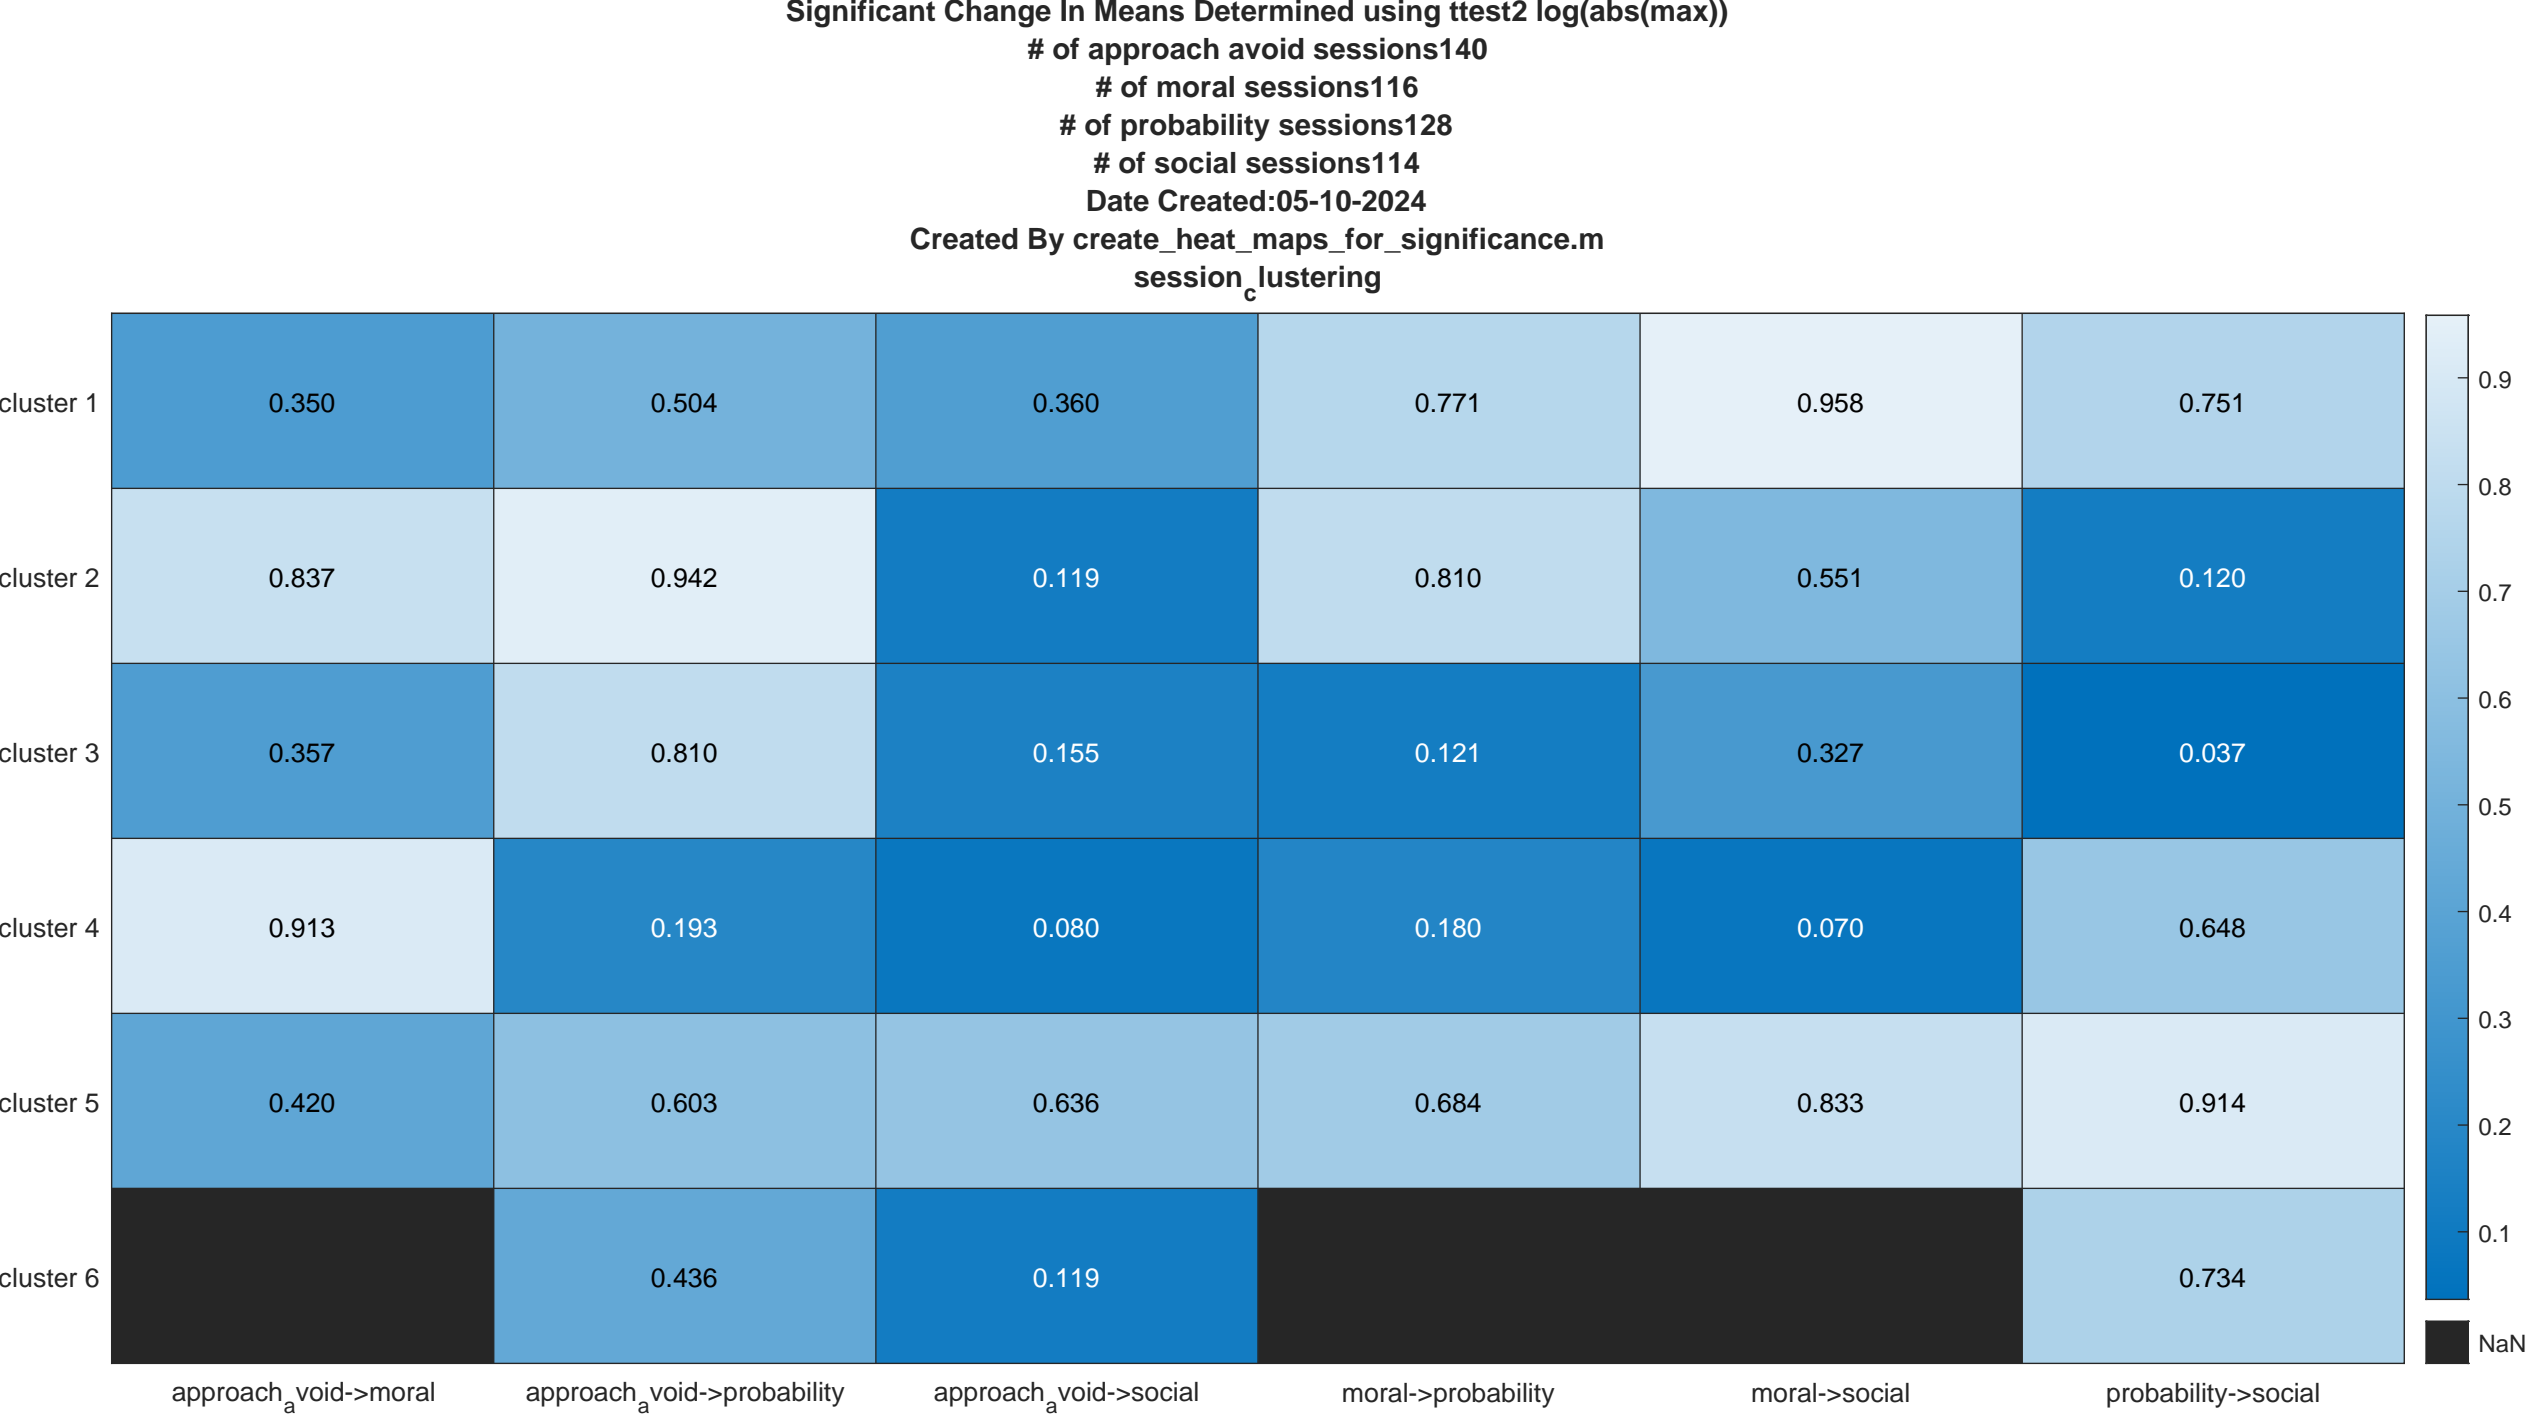 Significant Change In Means Determined using ttest2 log(abs(max))
# of approach avoid sessions140
# of moral sessions116
# of probability sessions128
# of social sessions114
Date Created:05-10-2024
Created By create_heat_maps_for_significance.m
session_clustering
cluster 1 0.350 0.504 0.360 0.771 0.958 0.751
cluster 2 0.837 0.942 0.119 0.810 0.551 0.120
cluster 3 0.357 0.810 0.155 0.121 0.327 0.037
cluster 4 0.913 0.193 0.080 0.180 0.070 0.648
cluster 5 0.420 0.603 0.636 0.684 0.833 0.914
cluster 6 0.436 0.119 0.734
approach_avoid->moral approach_avoid->probability approach_avoid->social moral->probability moral->social probability->social
0.9
0.8
0.7
0.6
0.5
0.4
0.3
0.2
0.1
NaN